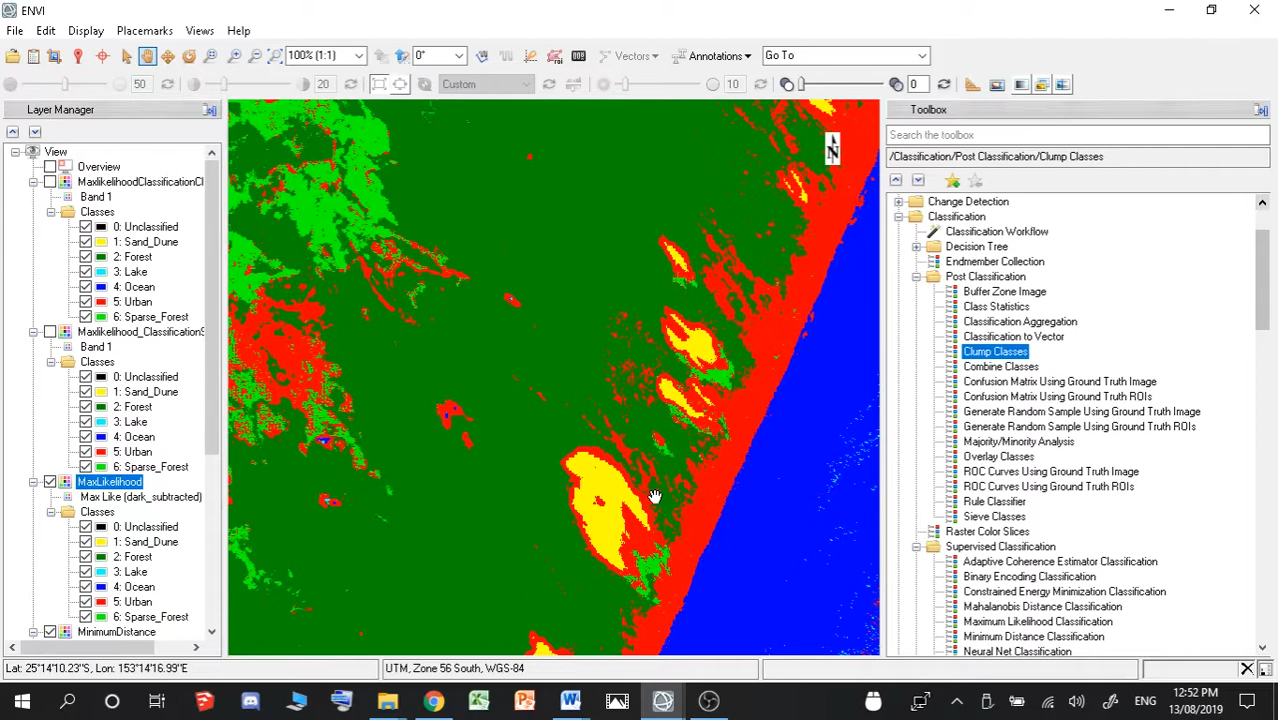 ENVI
File Edit Display Placemarks Views Help
100% (1:1) 0° Vectors Annotations Go To
50 20 Custom 10 0
Layer Manager
View
Overview
MaxlikelihoodClassificationCl
Band 1
Classes
0: Unclassified
1: Sand_Dune
2: Forest
3: Lake
4: Ocean
5: Urban
6: Sparse_Forest
Maxlikelihood_ClassificationS
Band 1
Classes
0: Unclassified
1: Sand_Dune
2: Forest
3: Lake
4: Ocean
5: Urban
6: Sparse_Forest
MaxLikelihood
Max Like (dark_subtracted)
Classes
0: Unclassified
1: Sand_Dune
2: Forest
3: Lake
4: Ocean
5: Urban
6: Sparse_Forest
MinimumDistance
N
Toolbox
Search the toolbox
/Classification/Post Classification/Clump Classes
Change Detection
Classification
Classification Workflow
Decision Tree
Endmember Collection
Post Classification
Buffer Zone Image
Class Statistics
Classification Aggregation
Classification to Vector
Clump Classes
Combine Classes
Confusion Matrix Using Ground Truth Image
Confusion Matrix Using Ground Truth ROIs
Generate Random Sample Using Ground Truth Image
Generate Random Sample Using Ground Truth ROIs
Majority/Minority Analysis
Overlay Classes
ROC Curves Using Ground Truth Image
ROC Curves Using Ground Truth ROIs
Rule Classifier
Sieve Classes
Raster Color Slices
Supervised Classification
Adaptive Coherence Estimator Classification
Binary Encoding Classification
Constrained Energy Minimization Classification
Mahalanobis Distance Classification
Maximum Likelihood Classification
Minimum Distance Classification
Neural Net Classification
Lat: 25°14'10.23"S, Lon: 153°14'16.99"E UTM, Zone 56 South, WGS-84
ENG 12:52 PM
13/08/2019